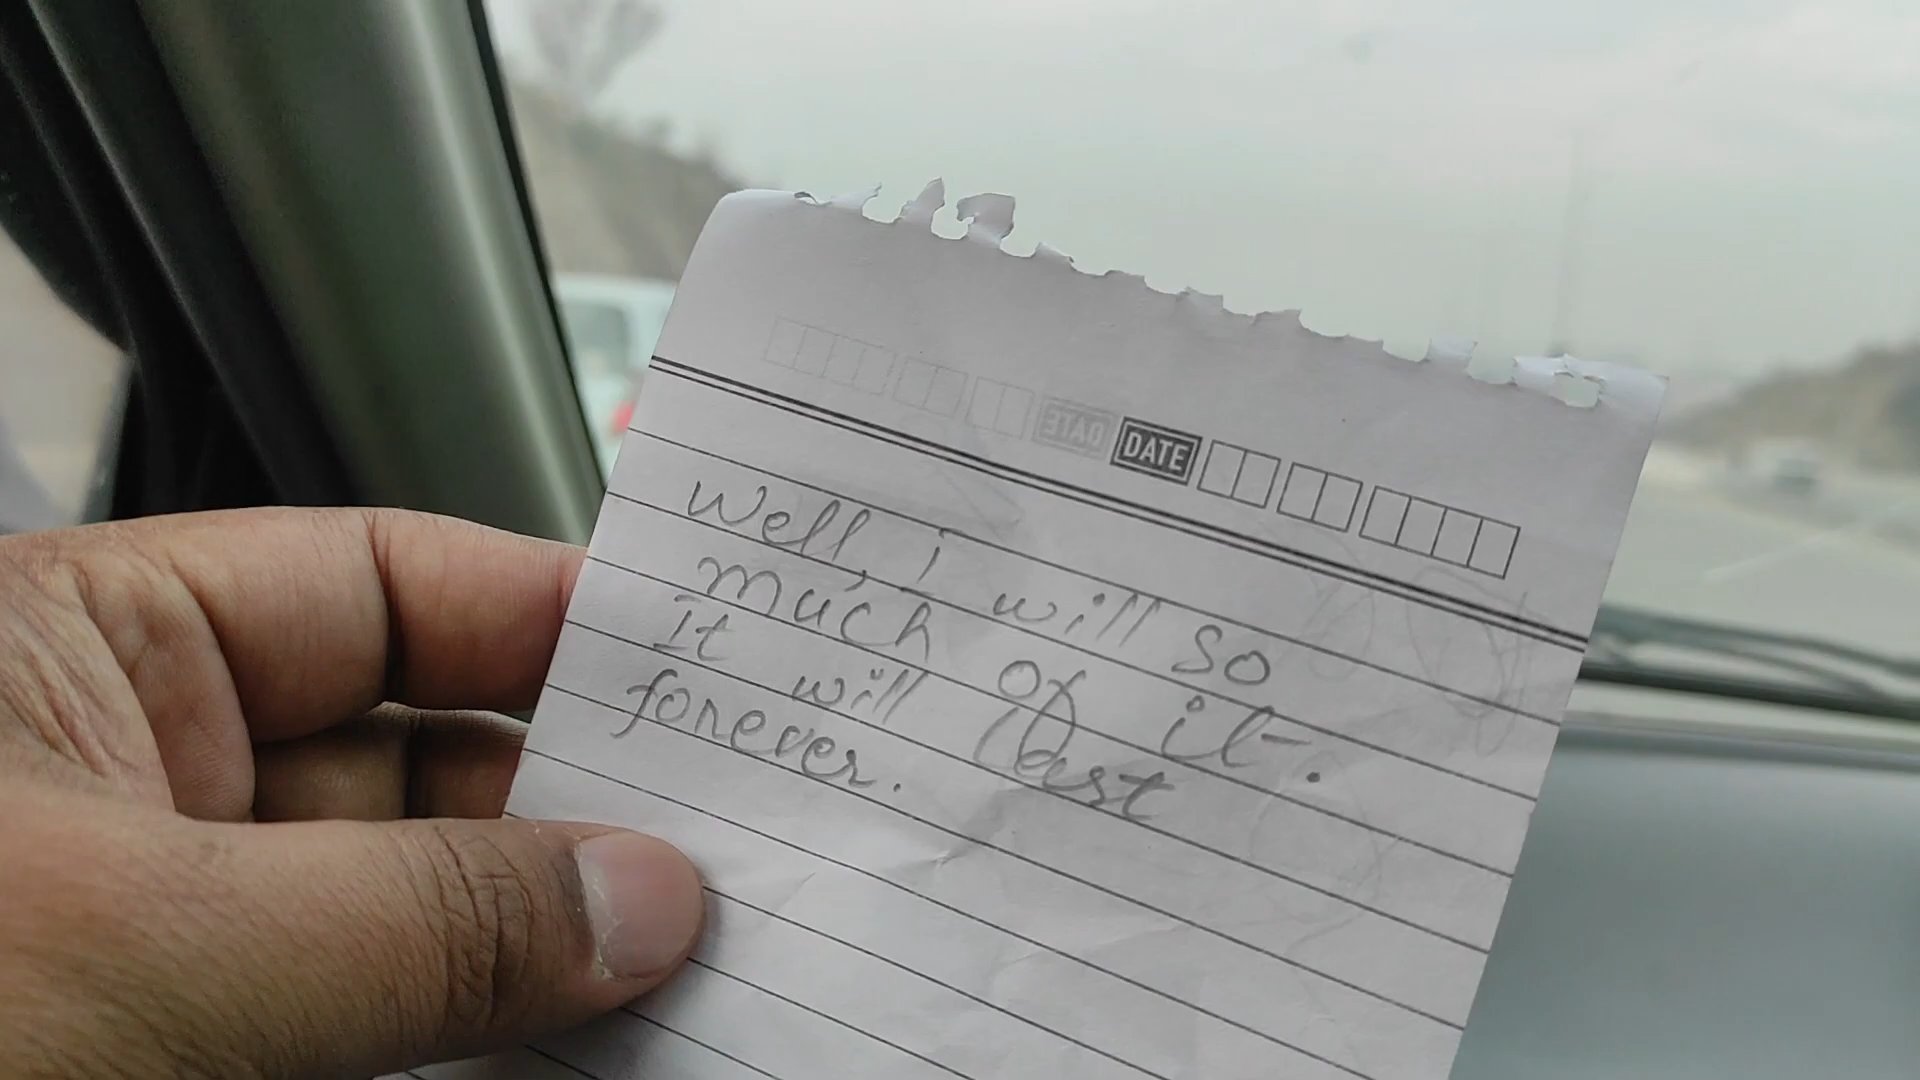 DATE
Well, i will so
much of it.
It will last
forever.